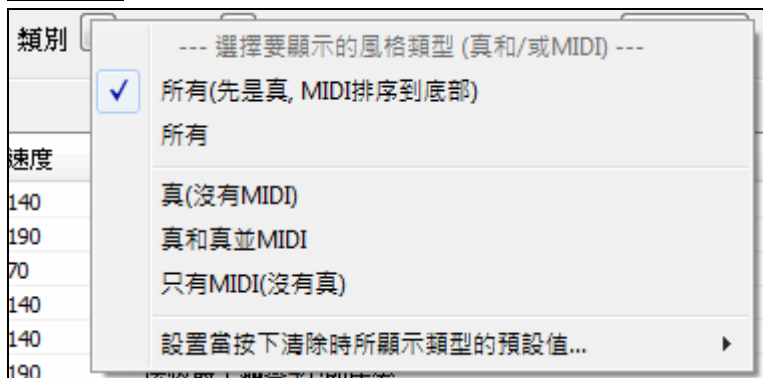 類別
--- 選擇要顯示的風格類型 (真和/或MIDI) ---
所有(先是真, MIDI排序到底部)
所有
速度
真(沒有MIDI)
140
真和真並MIDI
190
只有MIDI(沒有真)
70
140
設置當按下清除時所顯示類型的預設值...
140
190